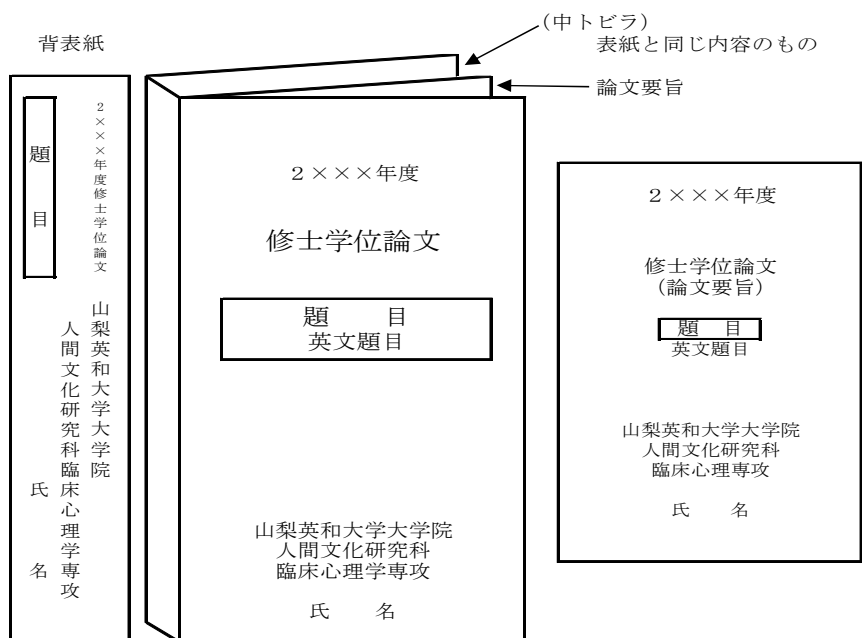 背表紙
(中トビラ)
表紙と同じ内容のもの
論文要旨
2×××年度修士学位論文
題 目
山梨英和大学大学院
人間文化研究科臨床心理学専攻
氏 名
2×××年度
修士学位論文
題 目
英文題目
山梨英和大学大学院
人間文化研究科
臨床心理学専攻
氏 名
2×××年度
修士学位論文
(論文要旨)
題 目
英文題目
山梨英和大学大学院
人間文化研究科
臨床心理専攻
氏 名